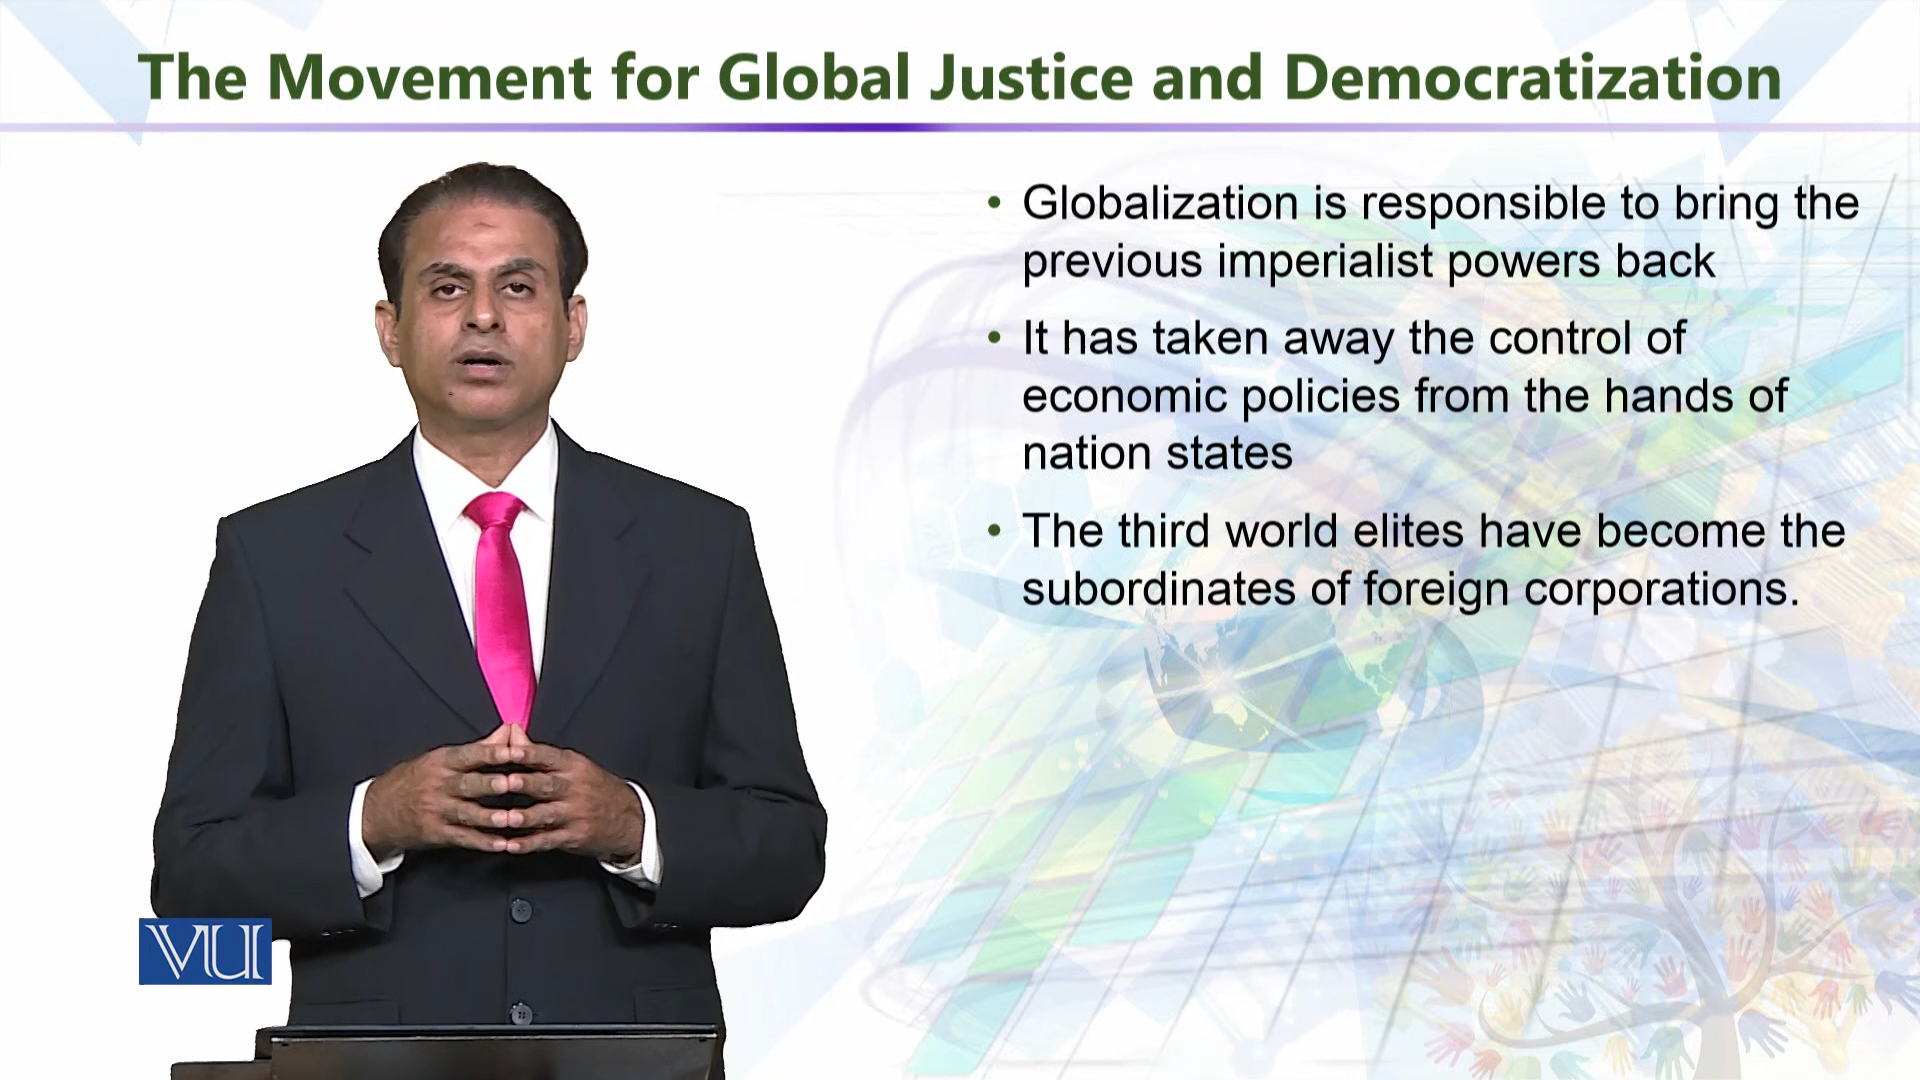 The Movement for Global Justice and Democratization
• Globalization is responsible to bring the
previous imperialist powers back
• It has taken away the control of
economic policies from the hands of
nation states
• The third world elites have become the
subordinates of foreign corporations.
VU